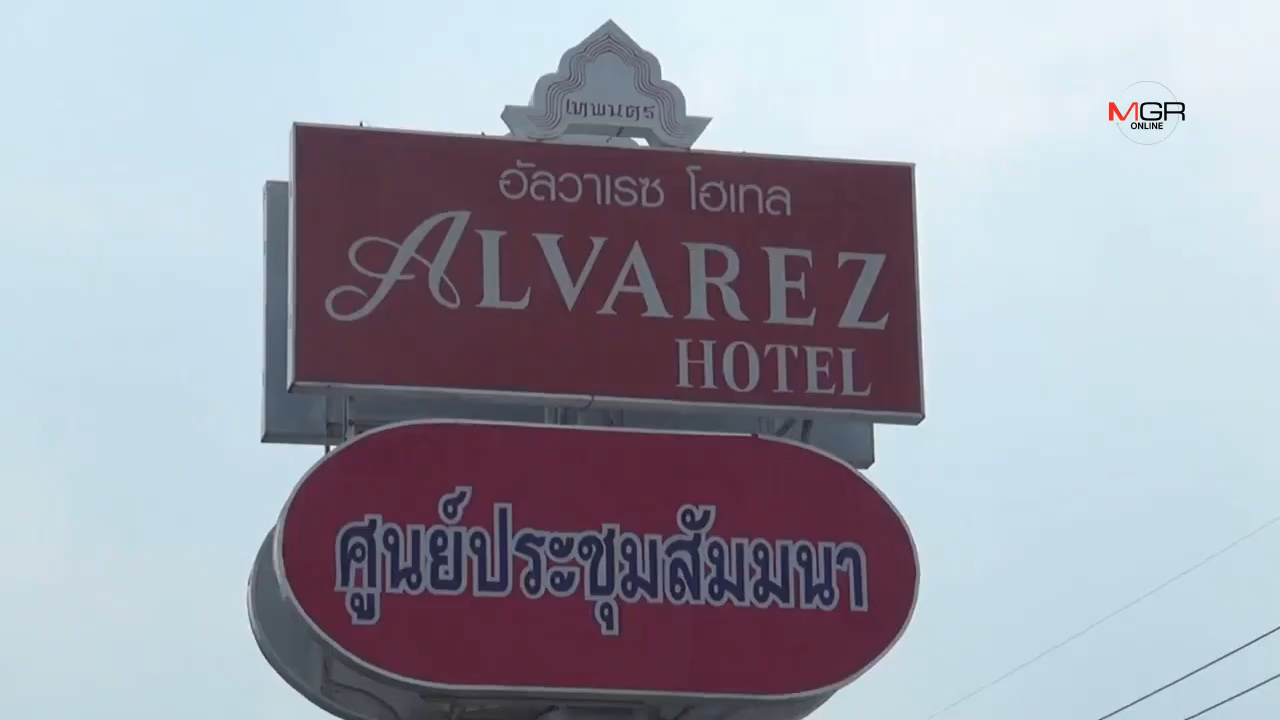 เทพนคร
อัลวาเรซ โฮเทล
ALVAREZ
HOTEL
ศูนย์ประชุมสัมมนา
MGR
ONLINE